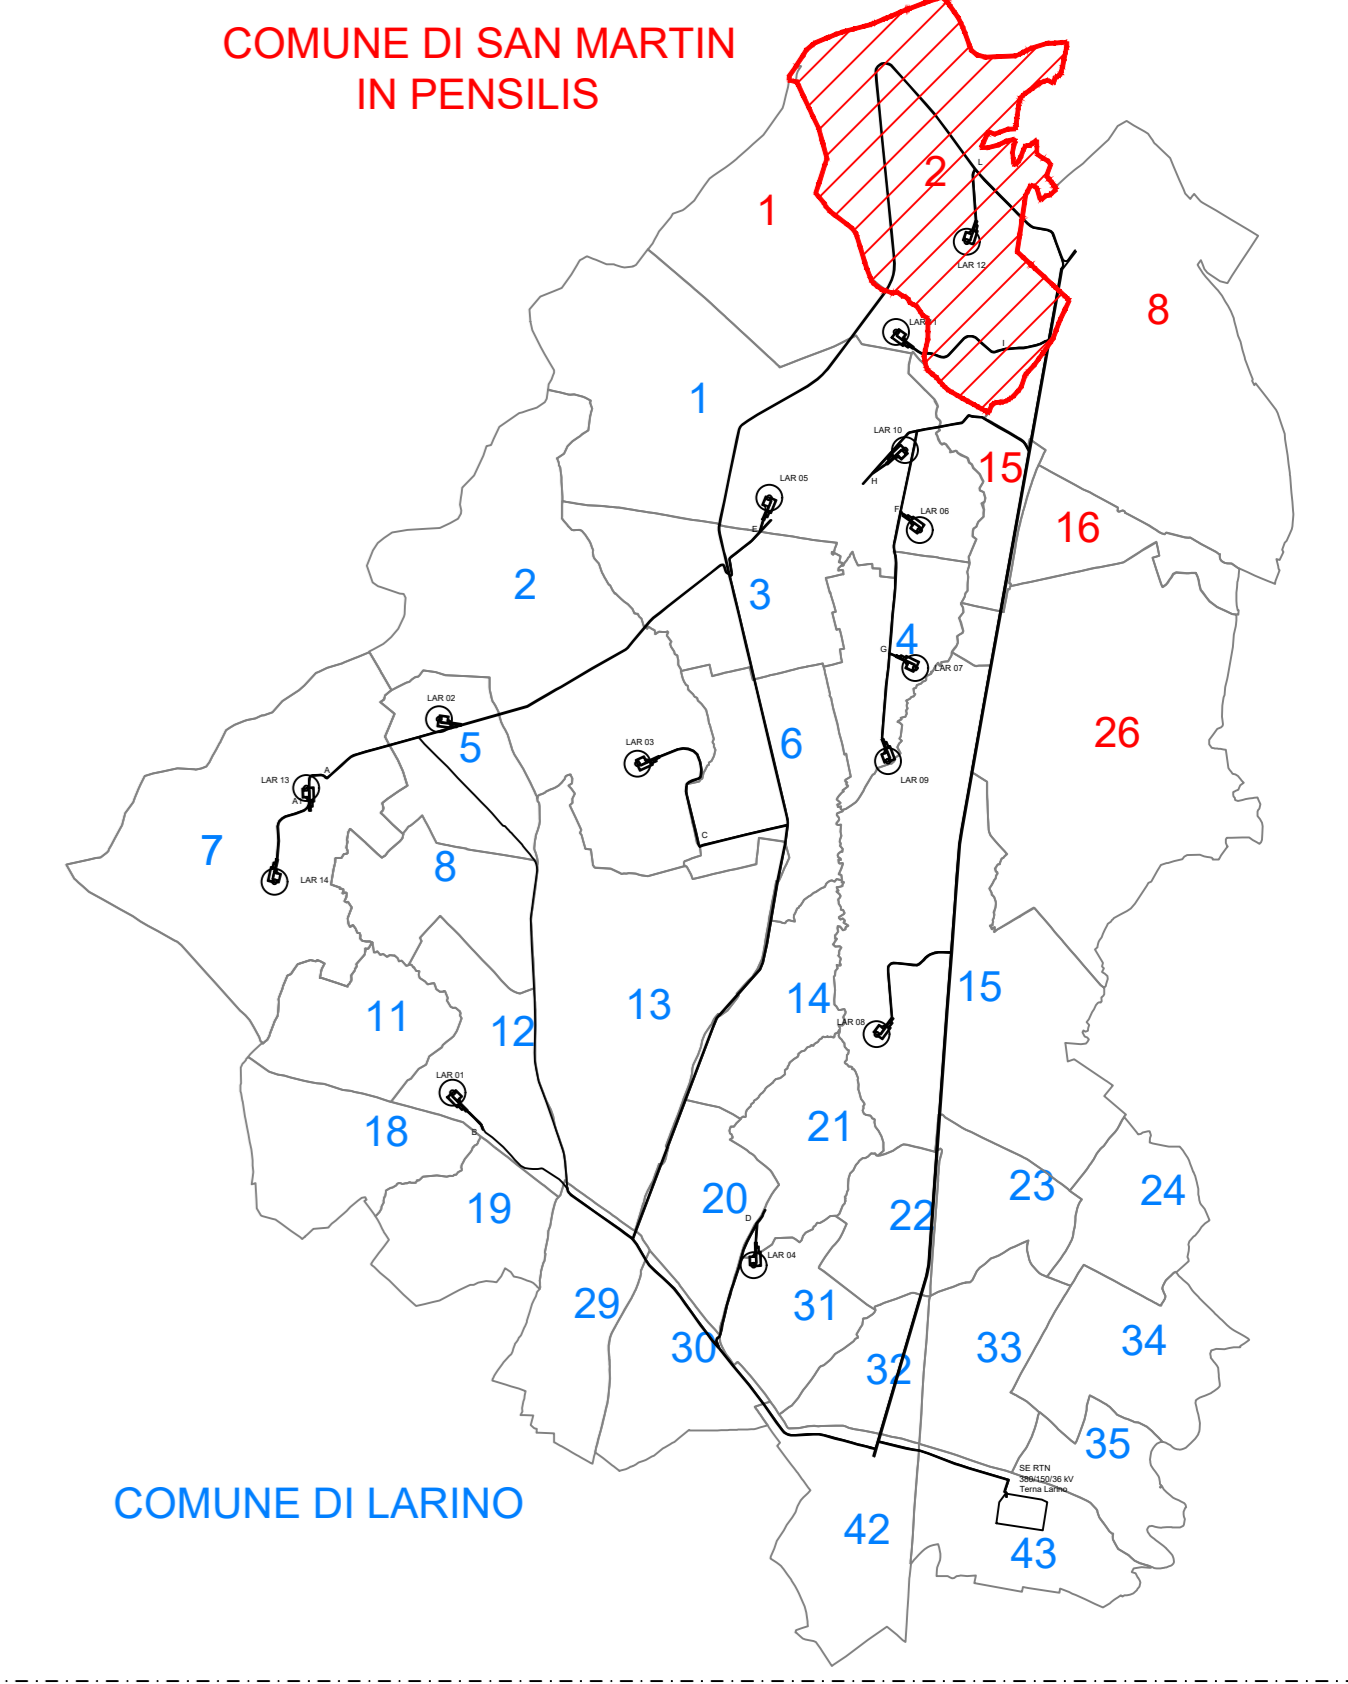 COMUNE DI SAN MARTIN
IN PENSILIS
L
2
1
LAR 12
8
LAR 11
I
1
LAR 10
15
LAR 05
H
F
LAR 06
16
E
2
3
4
G
LAR 07
LAR 02
26
5
LAR 03
6
A
LAR 13
LAR 09
A1
C
7
8
LAR 14
15
14
13
11
12
LAR 08
LAR 01
21
18
B
23
24
20
19
22
D
LAR 04
29
31
34
30
33
32
35
SE RTN
380/150/36 kV
Terna Larino
COMUNE DI LARINO
42
43